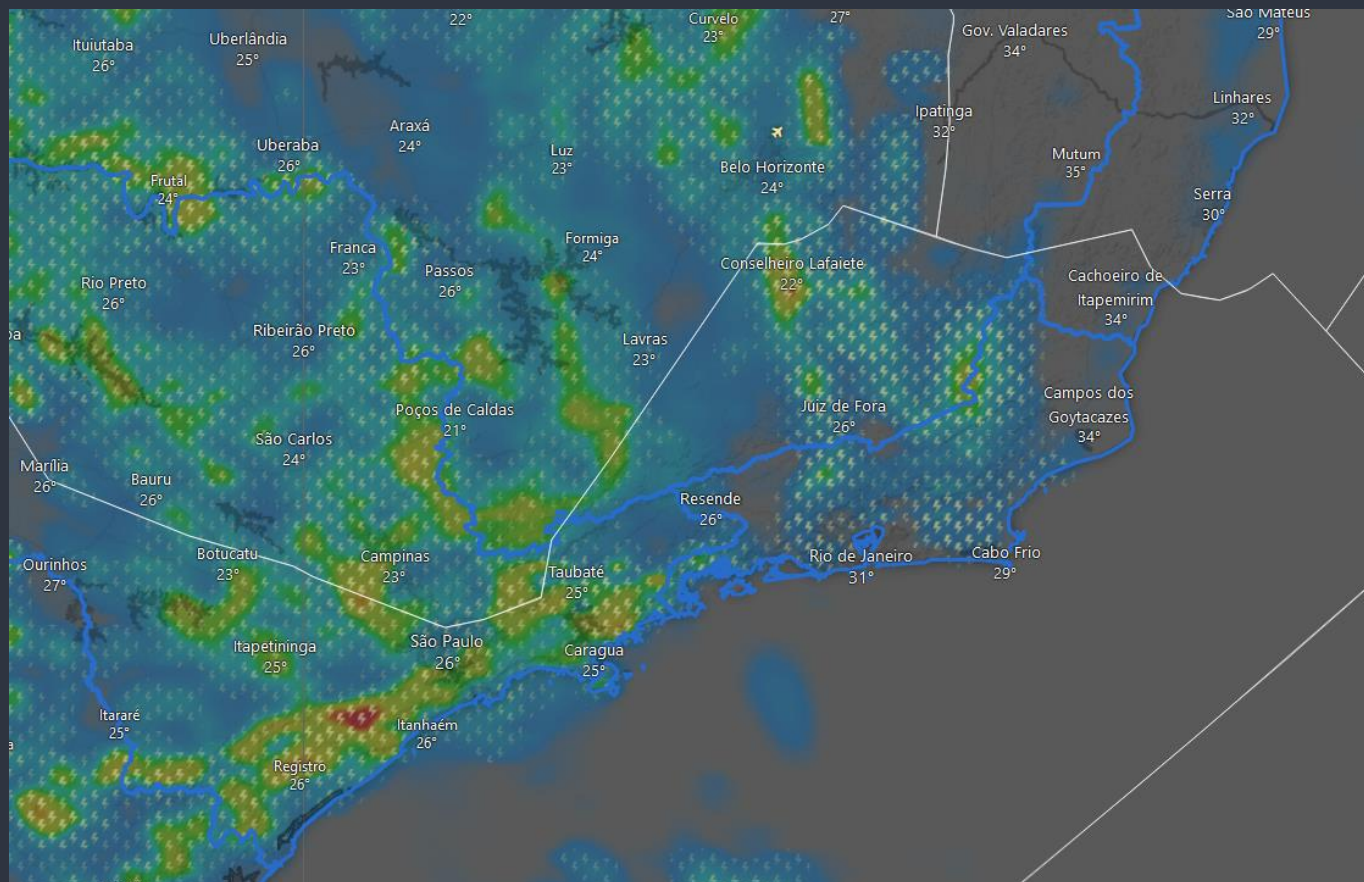 22°
Curvelo
23°
27°
Gov. Valadares
34°
São Mateus
29°
Ituiutaba
26°
Uberlândia
25°
Ipatinga
32°
Linhares
32°
Araxá
24°
Uberaba
26°
Luz
23°
Belo Horizonte
24°
Mutum
35°
Frutal
24°
Serra
30°
Franca
23°
Formiga
24°
Passos
26°
Conselheiro Lafaiete
22°
Rio Preto
26°
Cachoeiro de
Itapemirim
34°
Ribeirão Preto
26°
Lavras
23°
Poços de Caldas
21°
Juiz de Fora
26°
Campos dos
Goytacazes
34°
São Carlos
24°
Marília
26°
Bauru
26°
Resende
26°
Botucatu
23°
Campinas
23°
Rio de Janeiro
31°
Cabo Frio
29°
Ourinhos
27°
Taubaté
25°
Itapetininga
25°
São Paulo
26°
Caragua
25°
Itararé
25°
Itanhaém
26°
Registro
26°